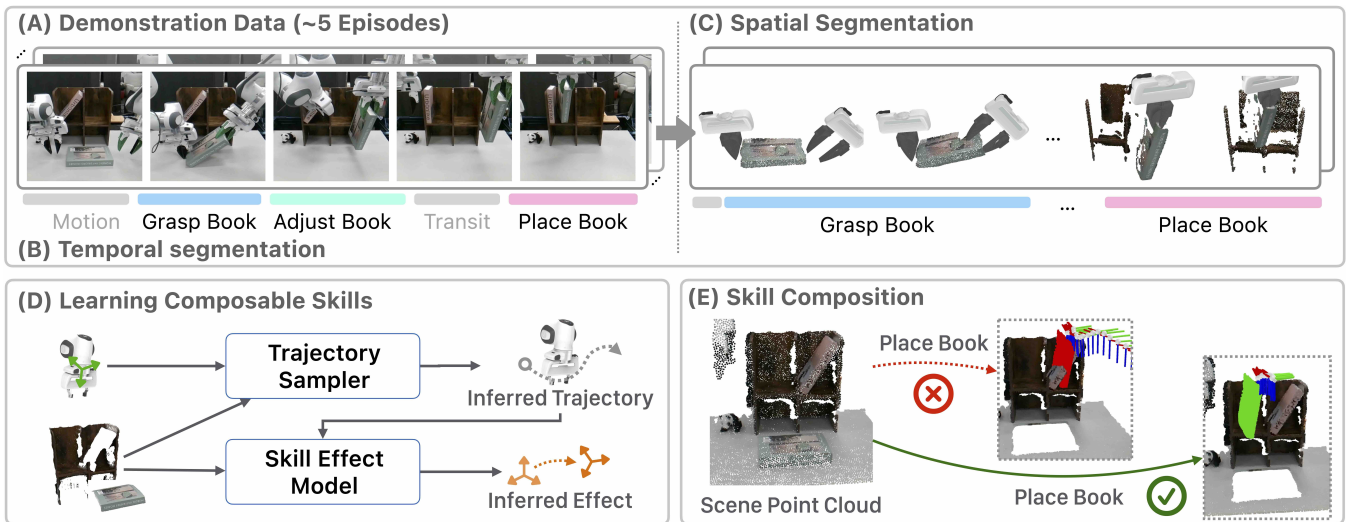 (A) Demonstration Data (~5 Episodes)
Motion
Grasp Book
Adjust Book
Transit
Place Book
(B) Temporal segmentation
(C) Spatial Segmentation
...
Grasp Book
...
Place Book
(D) Learning Composable Skills
Trajectory
Sampler
Inferred Trajectory
Skill Effect
Model
Inferred Effect
(E) Skill Composition
Place Book
Scene Point Cloud
Place Book